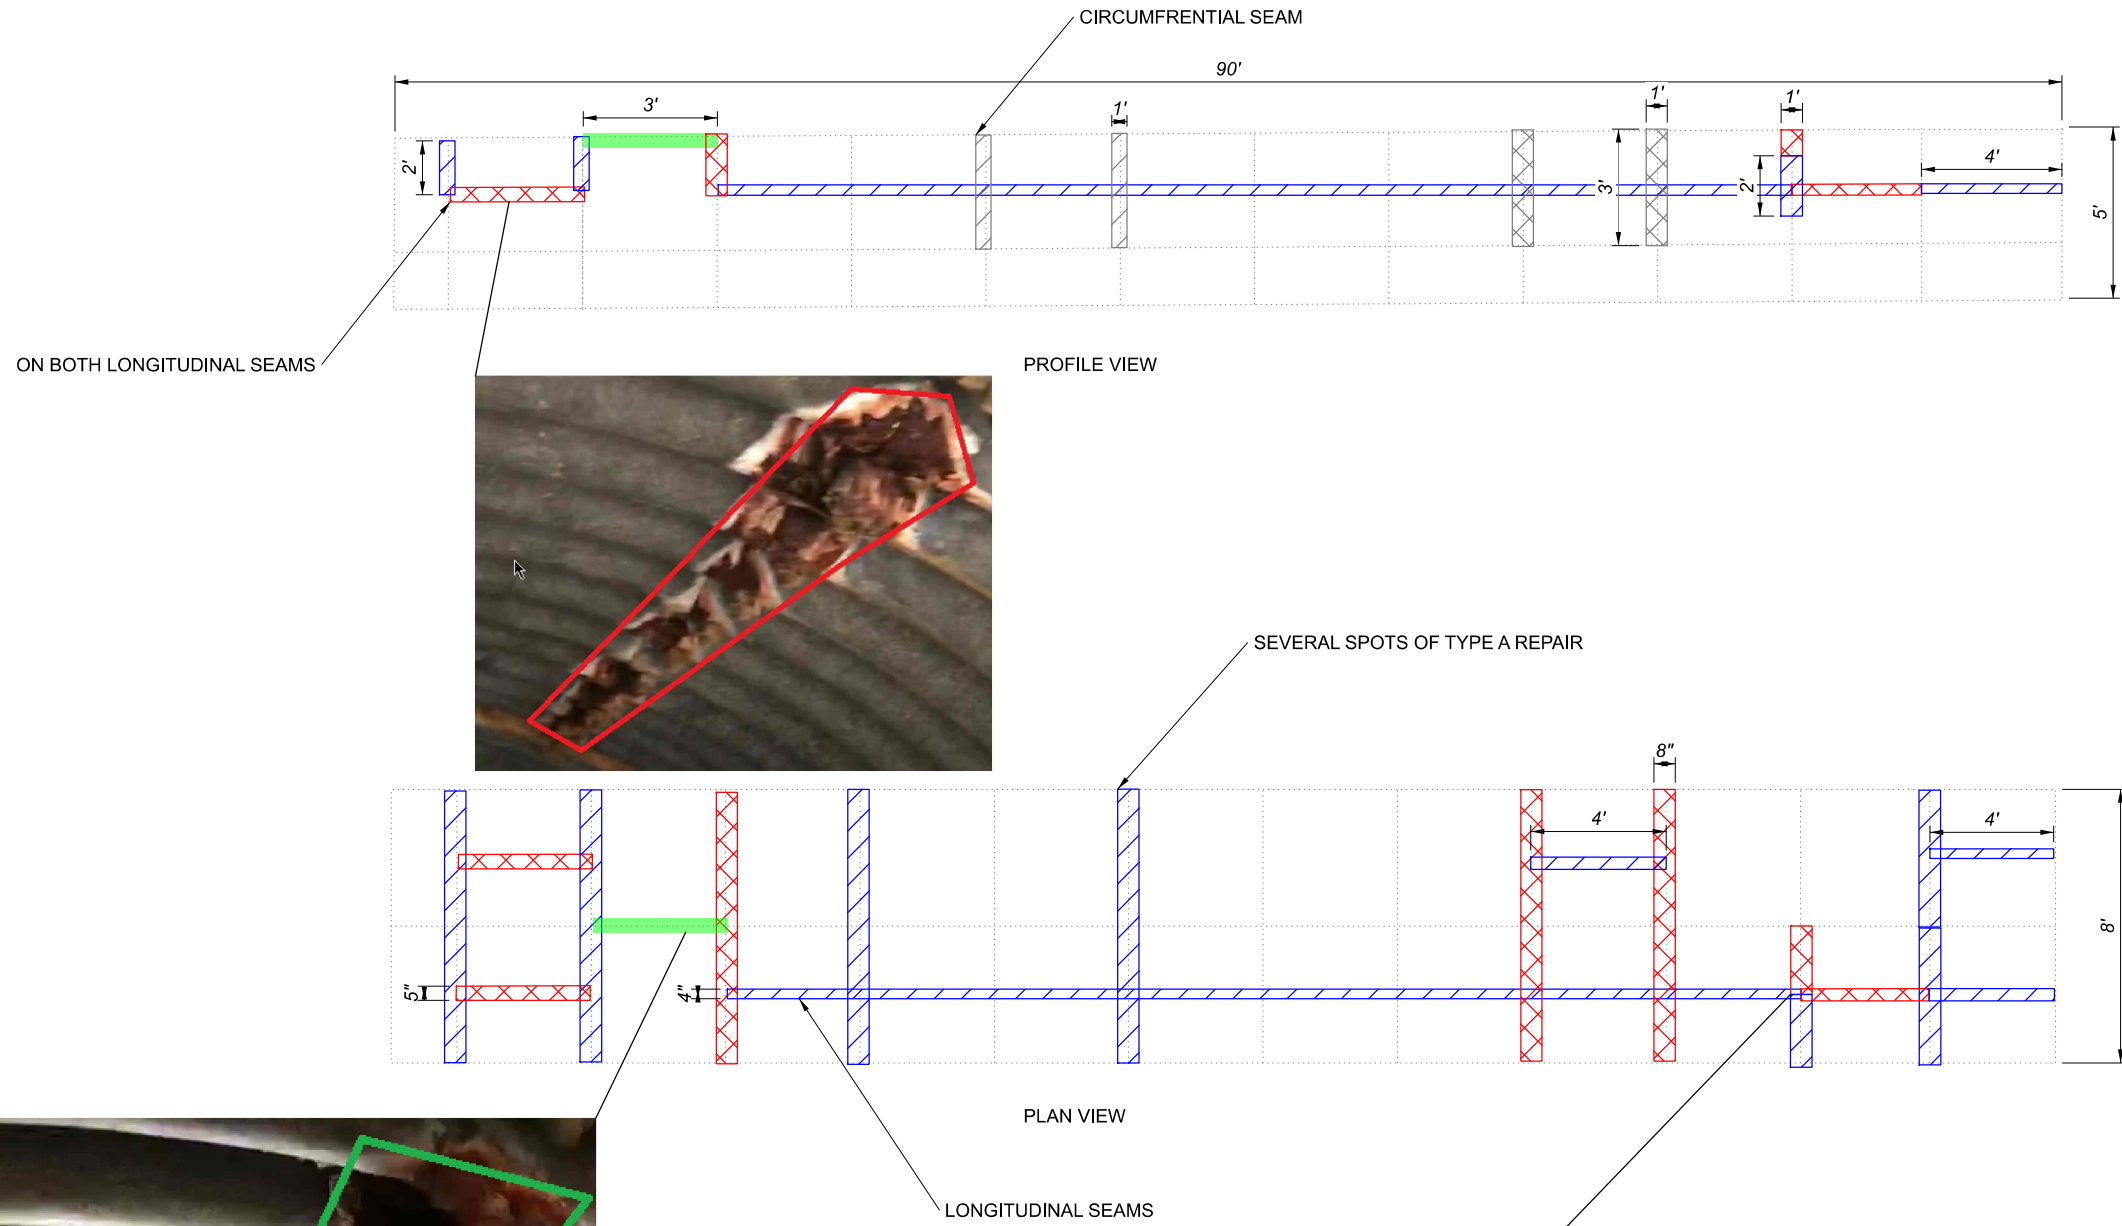 CIRCUMFRENTIAL SEAM
90'
3'
1'
1'
1'
2'
3'
2'
4'
5'
ON BOTH LONGITUDINAL SEAMS
PROFILE VIEW
SEVERAL SPOTS OF TYPE A REPAIR
8"
4'
4'
8'
5"
4"
PLAN VIEW
LONGITUDINAL SEAMS